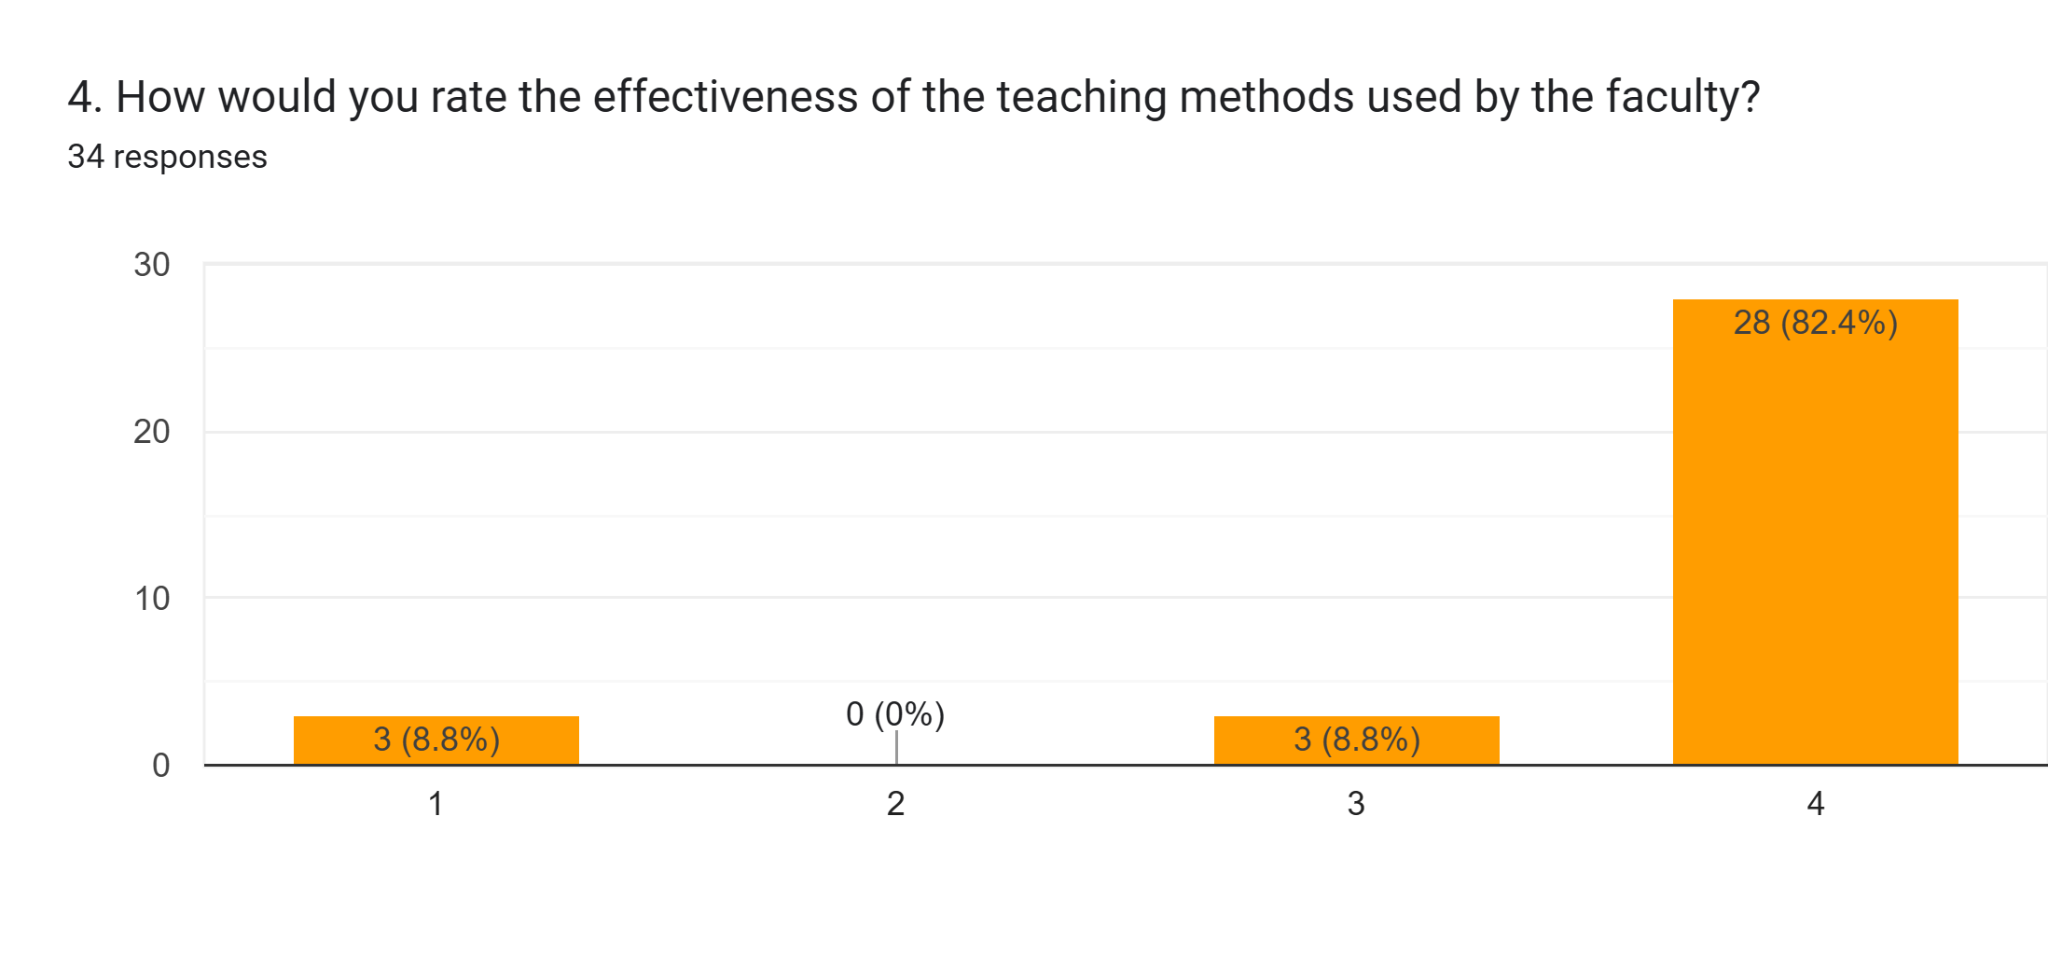 4. How would you rate the effectiveness of the teaching methods used by the faculty?
34 responses
30
28 (82.4%)
20
10
0 (0%)
3 (8.8%)
3 (8.8%)
0
1 2 3 4